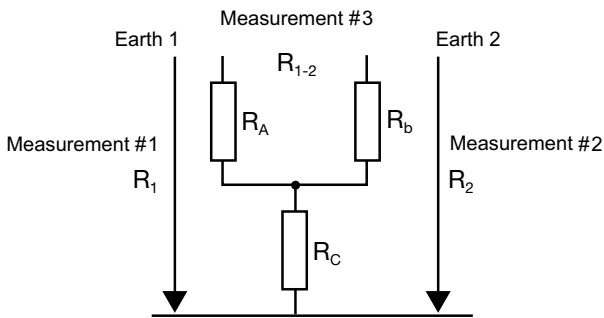 Measurement #3
Earth 1
Earth 2
R1-2
RA
Rb
Measurement #1
Measurement #2
R1
R2
RC